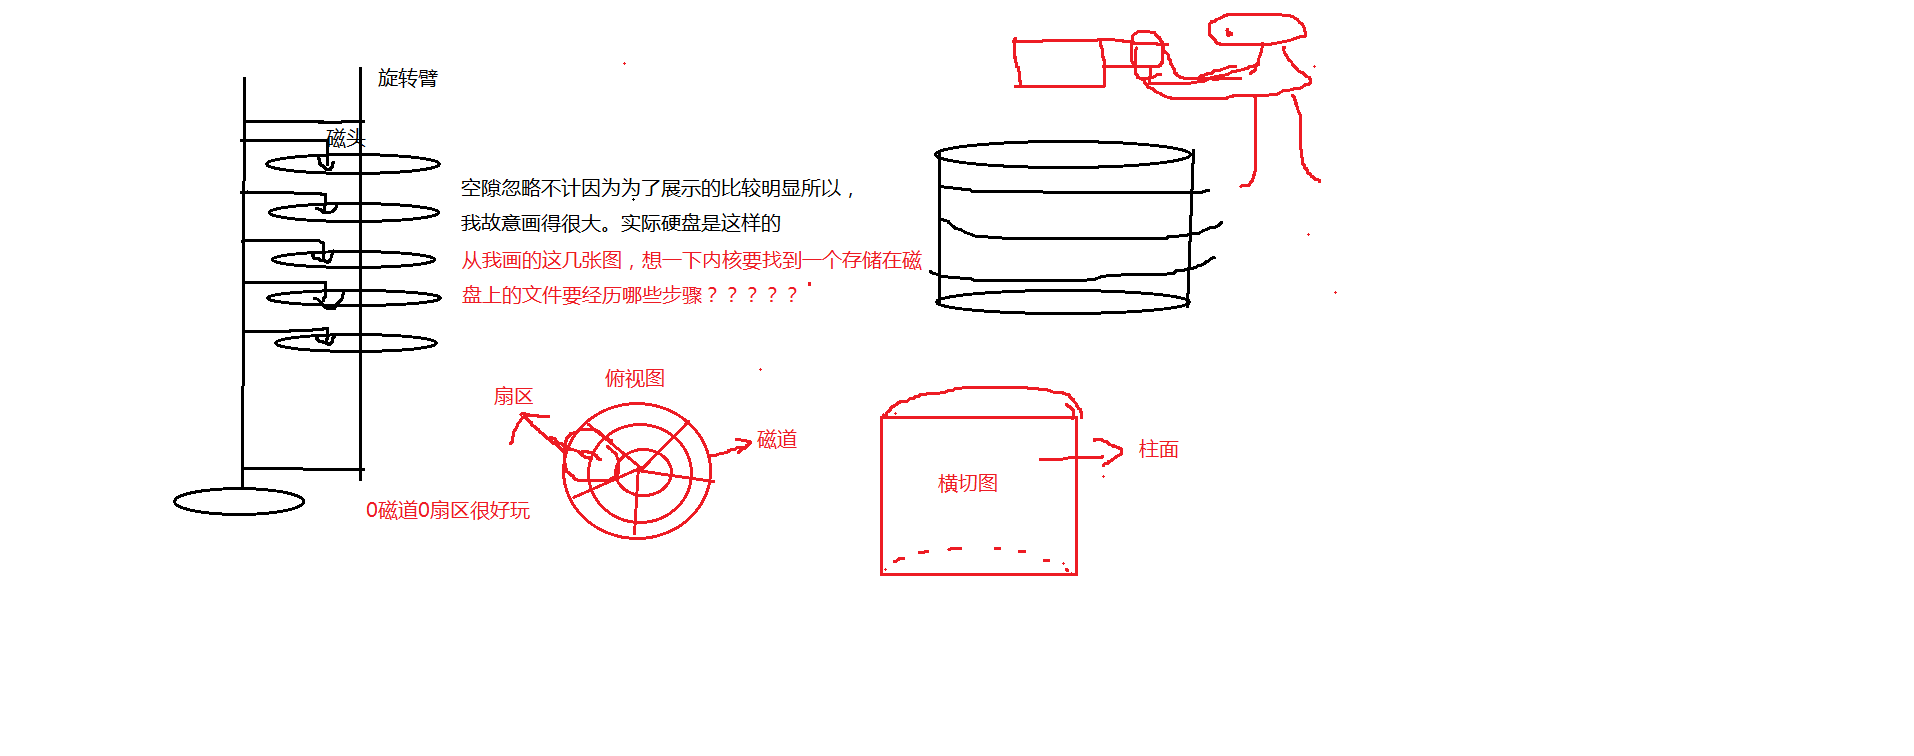 旋转臂
磁头
空隙忽略不计因为为了展示的比较明显所以，
我故意画得很大。实际硬盘是这样的
从我画的这几张图，想一下内核要找到一个存储在磁
盘上的文件要经历哪些步骤？？？？？
俯视图
扇区
磁道
柱面
横切图
0磁道0扇区很好玩